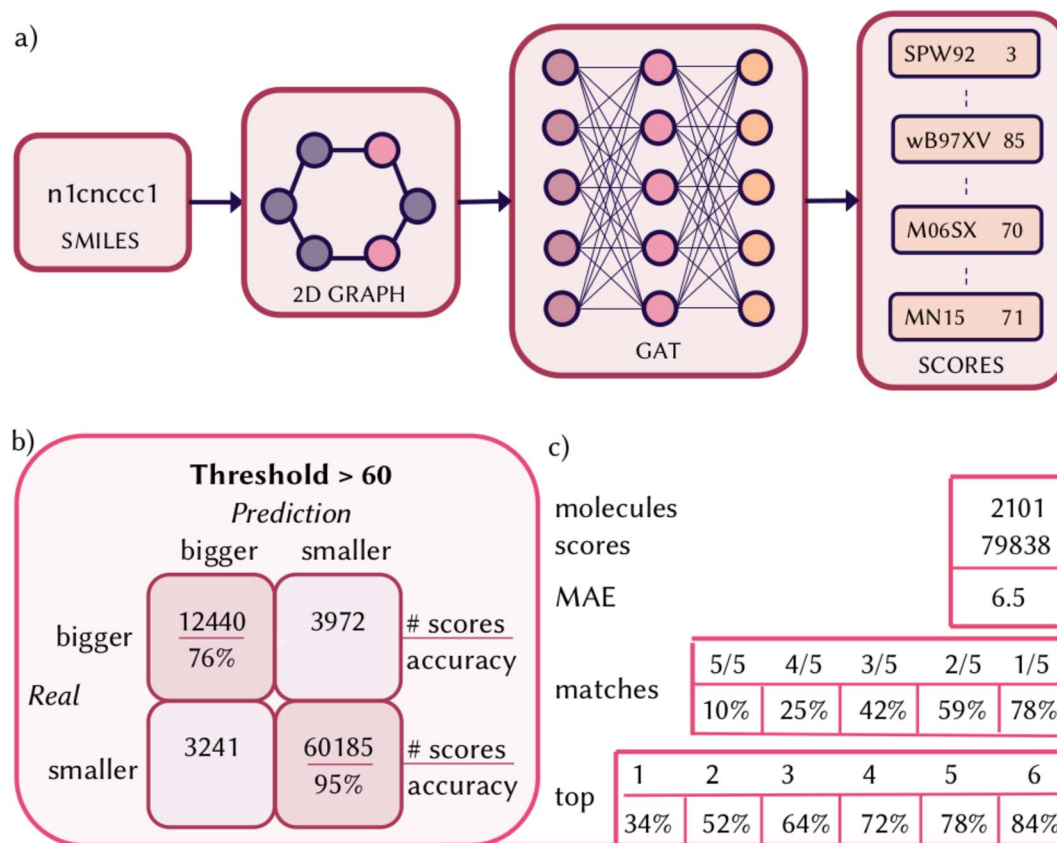 a)
n1cnccc1
SMILES
2D GRAPH
GAT
SPW92 3
wB97XV 85
M06SX 70
MN15 71
SCORES
b)
Threshold > 60
Prediction
bigger smaller
bigger
12440
76%
3972
# scores
accuracy
Real
smaller
3241
60185
95%
# scores
accuracy
c)
molecules 2101
scores 79838
MAE 6.5
matches
5/5 4/5 3/5 2/5 1/5
10% 25% 42% 59% 78%
top
1 2 3 4 5 6
34% 52% 64% 72% 78% 84%